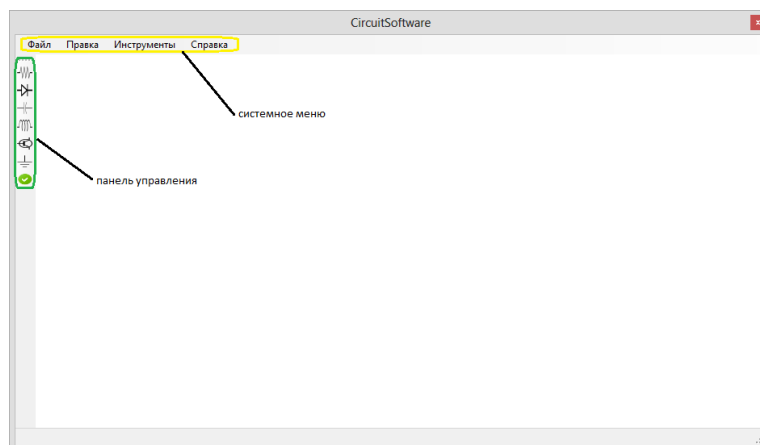 CircuitSoftware
Файл Правка Инструменты Справка
системное меню
панель управления